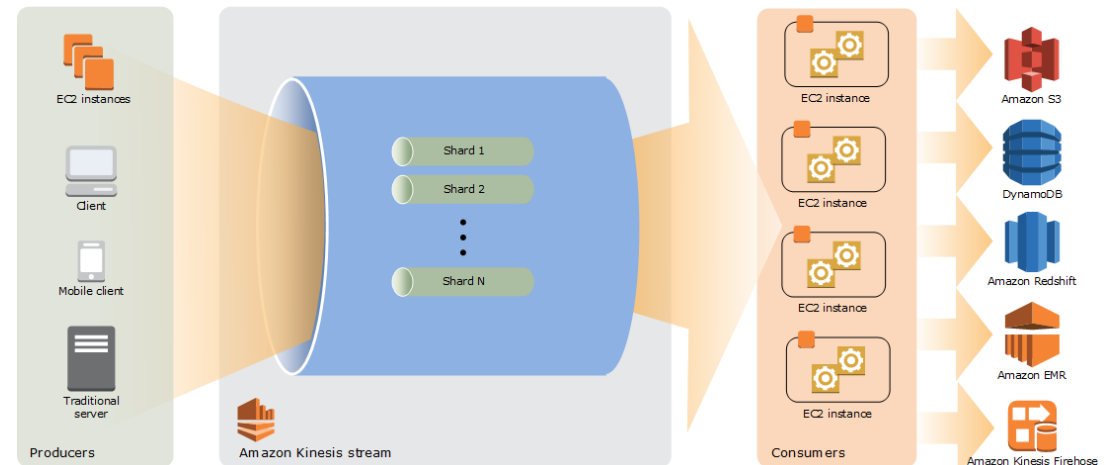 EC2 instances
Client
Mobile client
Traditional
server
Producers
Shard 1
Shard 2
Shard N
Amazon Kinesis stream
EC2 instance
EC2 instance
EC2 instance
EC2 instance
Consumers
Amazon S3
DynamoDB
Amazon Redshift
Amazon EMR
Amazon Kinesis Firehose